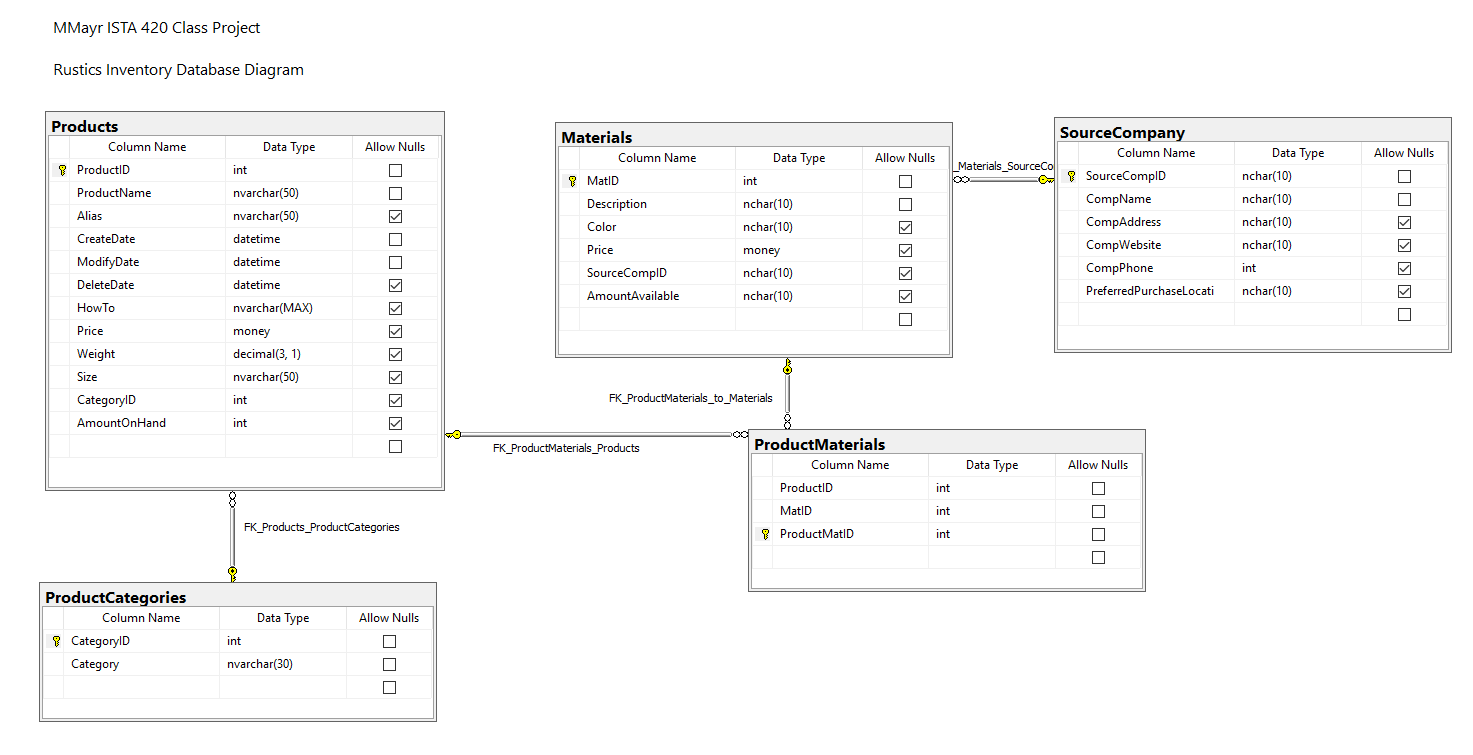 MMayr ISTA 420 Class Project
Rustics Inventory Database Diagram
Products
Column Name Data Type Allow Nulls
ProductID int
ProductName nvarchar(50)
Alias nvarchar(50)
CreateDate datetime
ModifyDate datetime
DeleteDate datetime
HowTo nvarchar(MAX)
Price money
Weight decimal(3, 1)
Size nvarchar(50)
CategoryID int
AmountOnHand int
Materials
Column Name Data Type Allow Nulls
MatID int
Description nchar(10)
Color nchar(10)
Price money
SourceCompID nchar(10)
AmountAvailable nchar(10)
_Materials_SourceCo
SourceCompany
Column Name Data Type Allow Nulls
SourceCompID nchar(10)
CompName nchar(10)
CompAddress nchar(10)
CompWebsite nchar(10)
CompPhone int
PreferredPurchaseLocati nchar(10)
FK_ProductMaterials_to_Materials
FK_ProductMaterials_Products
ProductMaterials
Column Name Data Type Allow Nulls
ProductID int
MatID int
ProductMatID int
FK_Products_ProductCategories
ProductCategories
Column Name Data Type Allow Nulls
CategoryID int
Category nvarchar(30)